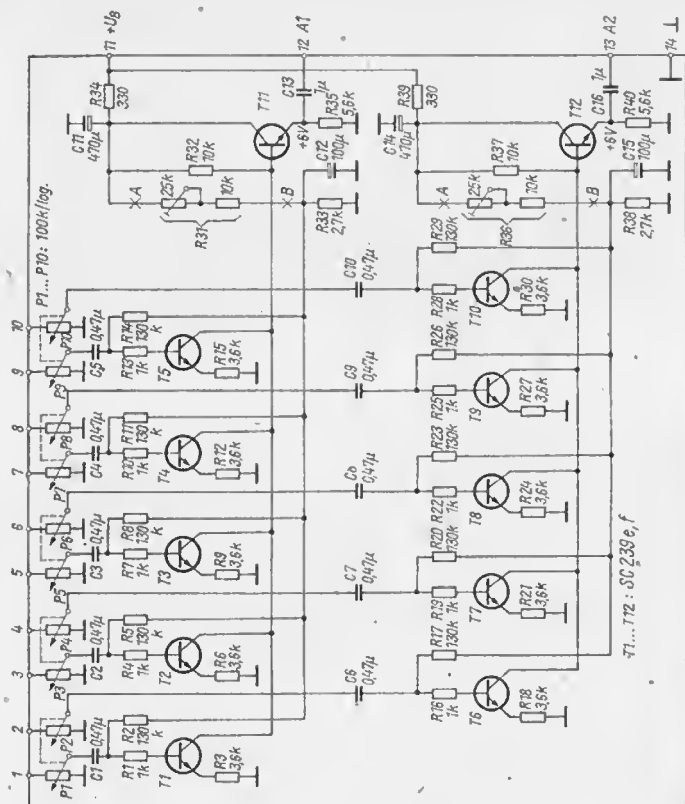 1 2 3 4 5 6 7 8 9 10
P1...P10: 100k/log.
11 +U_B
P1 P2 P3 P4 P5 P6 P7 P8 P9 P10
C1 0,47µ
C2 0,47µ
C3 0,47µ
C4 0,47µ
C5 0,47µ
R1 1k
R2 130k
T1
R3 3,6k
R4 1k
R5 130k
T2
R6 3,6k
R7 1k
R8 130k
T3
R9 3,6k
R10 1k
R11 130k
T4
R12 3,6k
R13 1k
R14 130k
T5
R15 3,6k
C11 470µ
R34 330
A
25k
10k
R31
R32 10k
B
R33 2,7k
T11
C12 100µ
+6V
C13 1µ
R35 5,6k
12 A1
C6 0,47µ
C7 0,47µ
C8 0,47µ
C9 0,47µ
C10 0,47µ
R16 1k
R17 130k
T6
R18 3,6k
R19 1k
R20 130k
T7
R21 3,6k
R22 1k
R23 130k
T8
R24 3,6k
R25 1k
R26 130k
T9
R27 3,6k
R28 1k
R29 130k
T10
R30 3,6k
C14 470µ
R39 330
A
25k
10k
R36
R37 10k
B
R38 2,7k
T12
C15 100µ
+6V
C16 1µ
R40 5,6k
13 A2
14 ⊥
T1...T12: SC239e,f